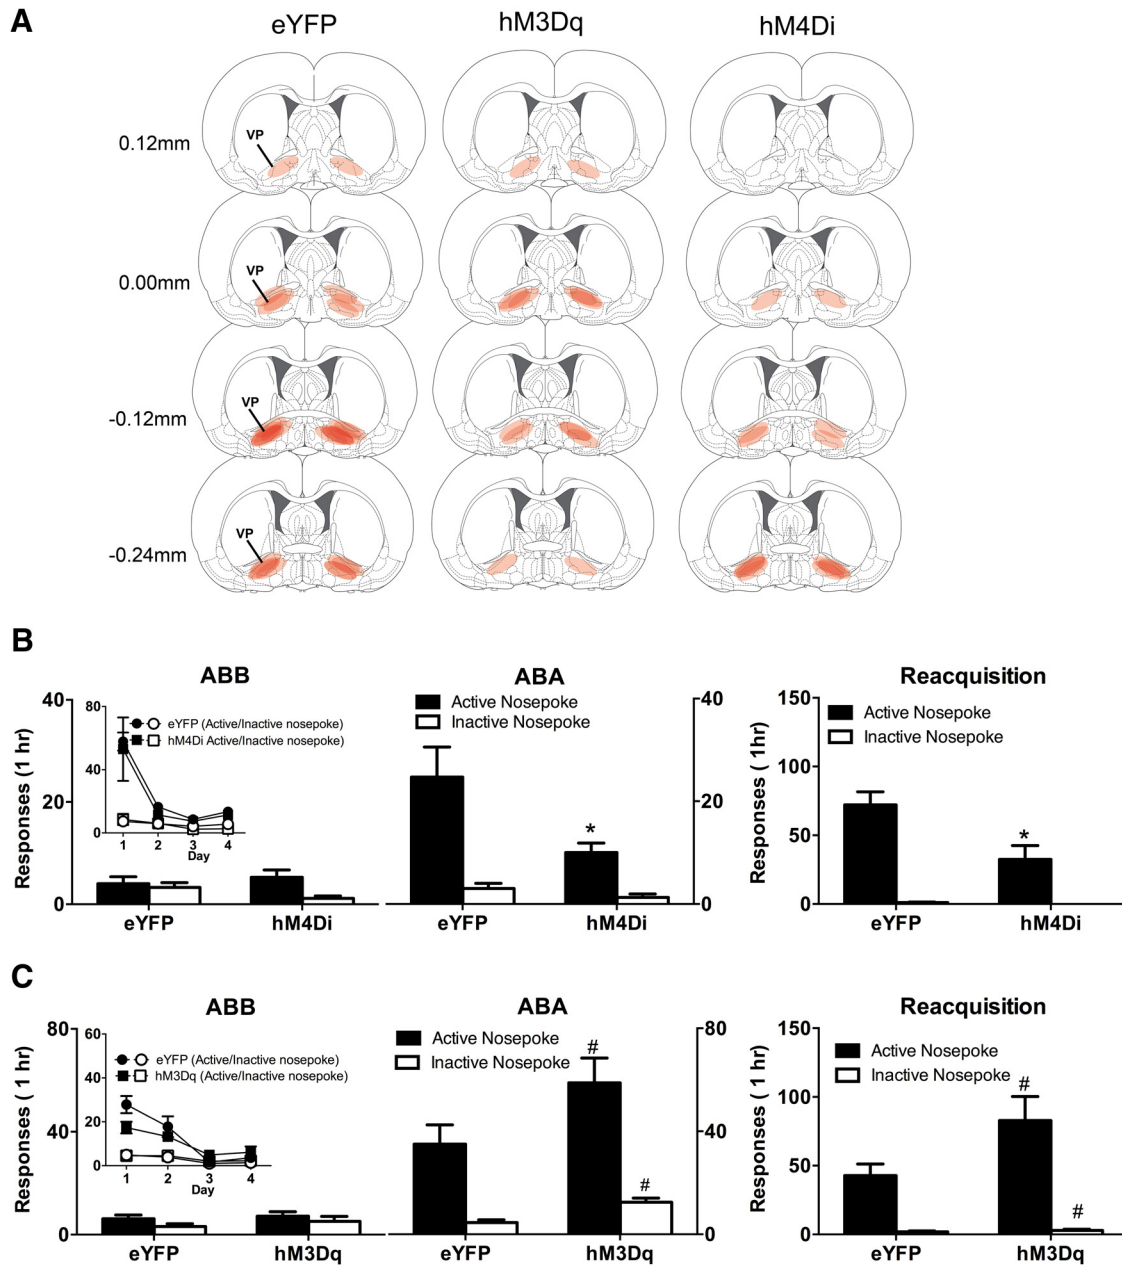 A
eYFP
hM3Dq
hM4Di
0.12mm
VP
0.00mm
VP
-0.12mm
VP
-0.24mm
VP
B
ABB
ABA
Reacquisition
Responses (1 hr)
40
20
0
80
40
0
eYFP (Active/Inactive nosepoke)
hM4Di Active/Inactive nosepoke)
1 2 3 4
Day
eYFP
hM4Di
Active Nosepoke
Inactive Nosepoke
*
40
20
0
eYFP
hM4Di
Responses ( 1hr)
150
100
50
0
Active Nosepoke
Inactive Nosepoke
*
eYFP
hM4Di
C
ABB
ABA
Reacquisition
Responses (1 hr)
80
40
0
60
40
20
0
eYFP (Active/Inactive nosepoke)
hM3Dq (Active/Inactive nosepoke)
1 2 3 4
Day
eYFP
hM3Dq
Active Nosepoke
Inactive Nosepoke
#
#
80
40
0
eYFP
hM3Dq
Responses ( 1 hr)
150
100
50
0
Active Nosepoke
Inactive Nosepoke
#
#
eYFP
hM3Dq